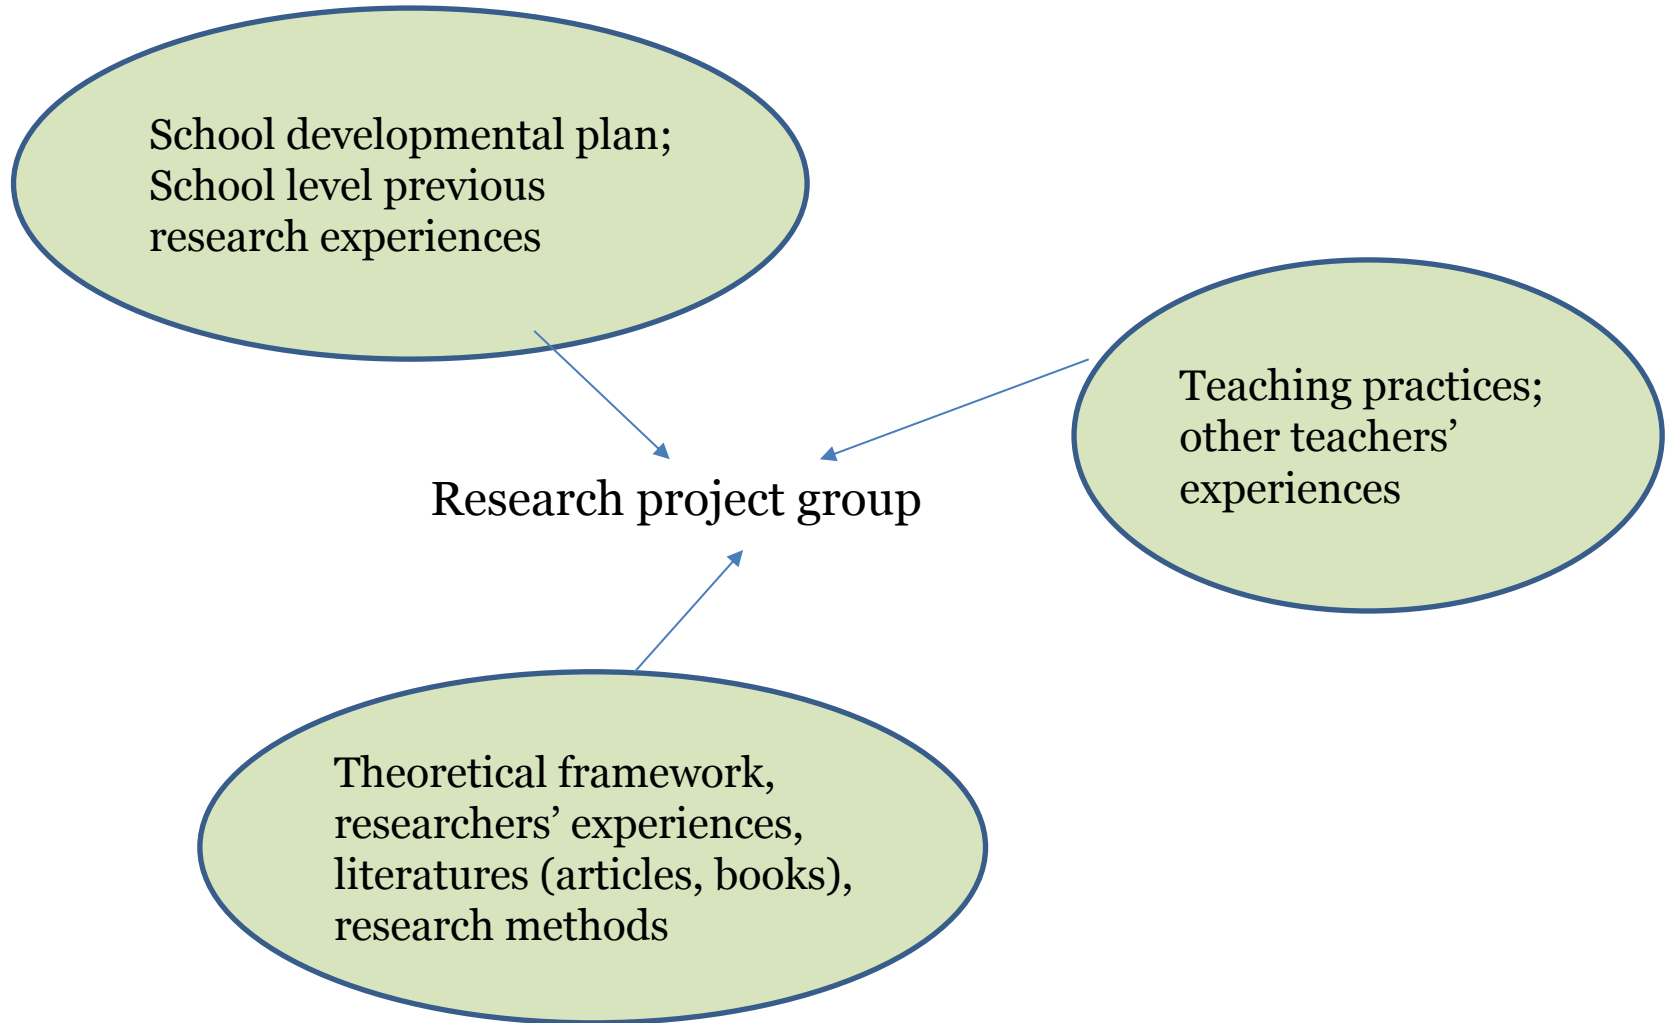 School developmental plan;
School level previous
research experiences
Teaching practices;
other teachers’
experiences
Research project group
Theoretical framework,
researchers’ experiences,
literatures (articles, books),
research methods